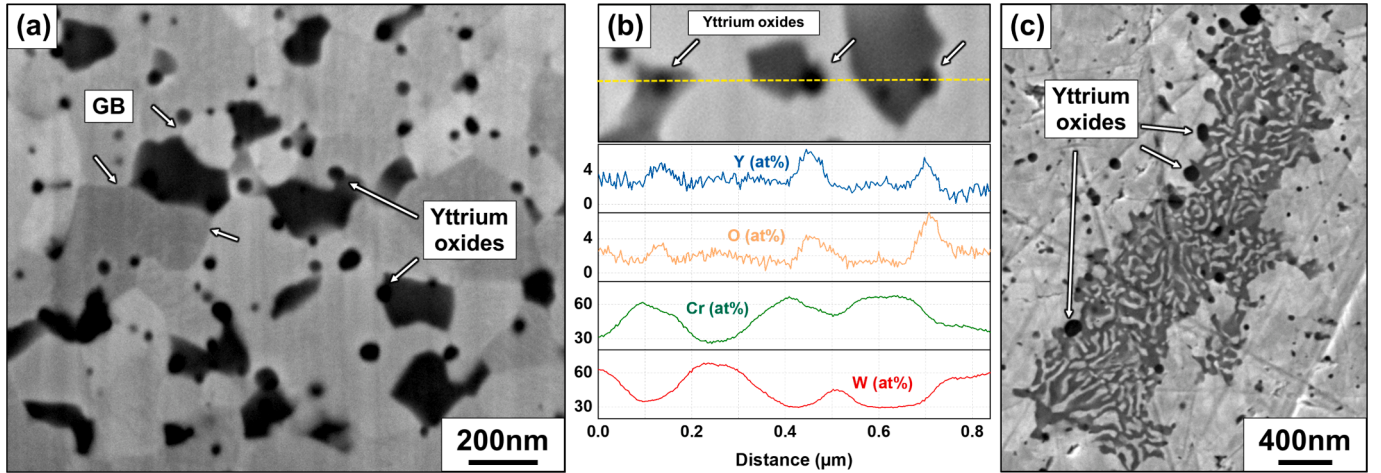 (a)
GB
Yttrium
oxides
200nm
(b)
Yttrium oxides
Y (at%)
4
0
O (at%)
4
0
Cr (at%)
60
30
W (at%)
60
30
0.0 0.2 0.4 0.6 0.8
Distance (μm)
(c)
Yttrium
oxides
400nm